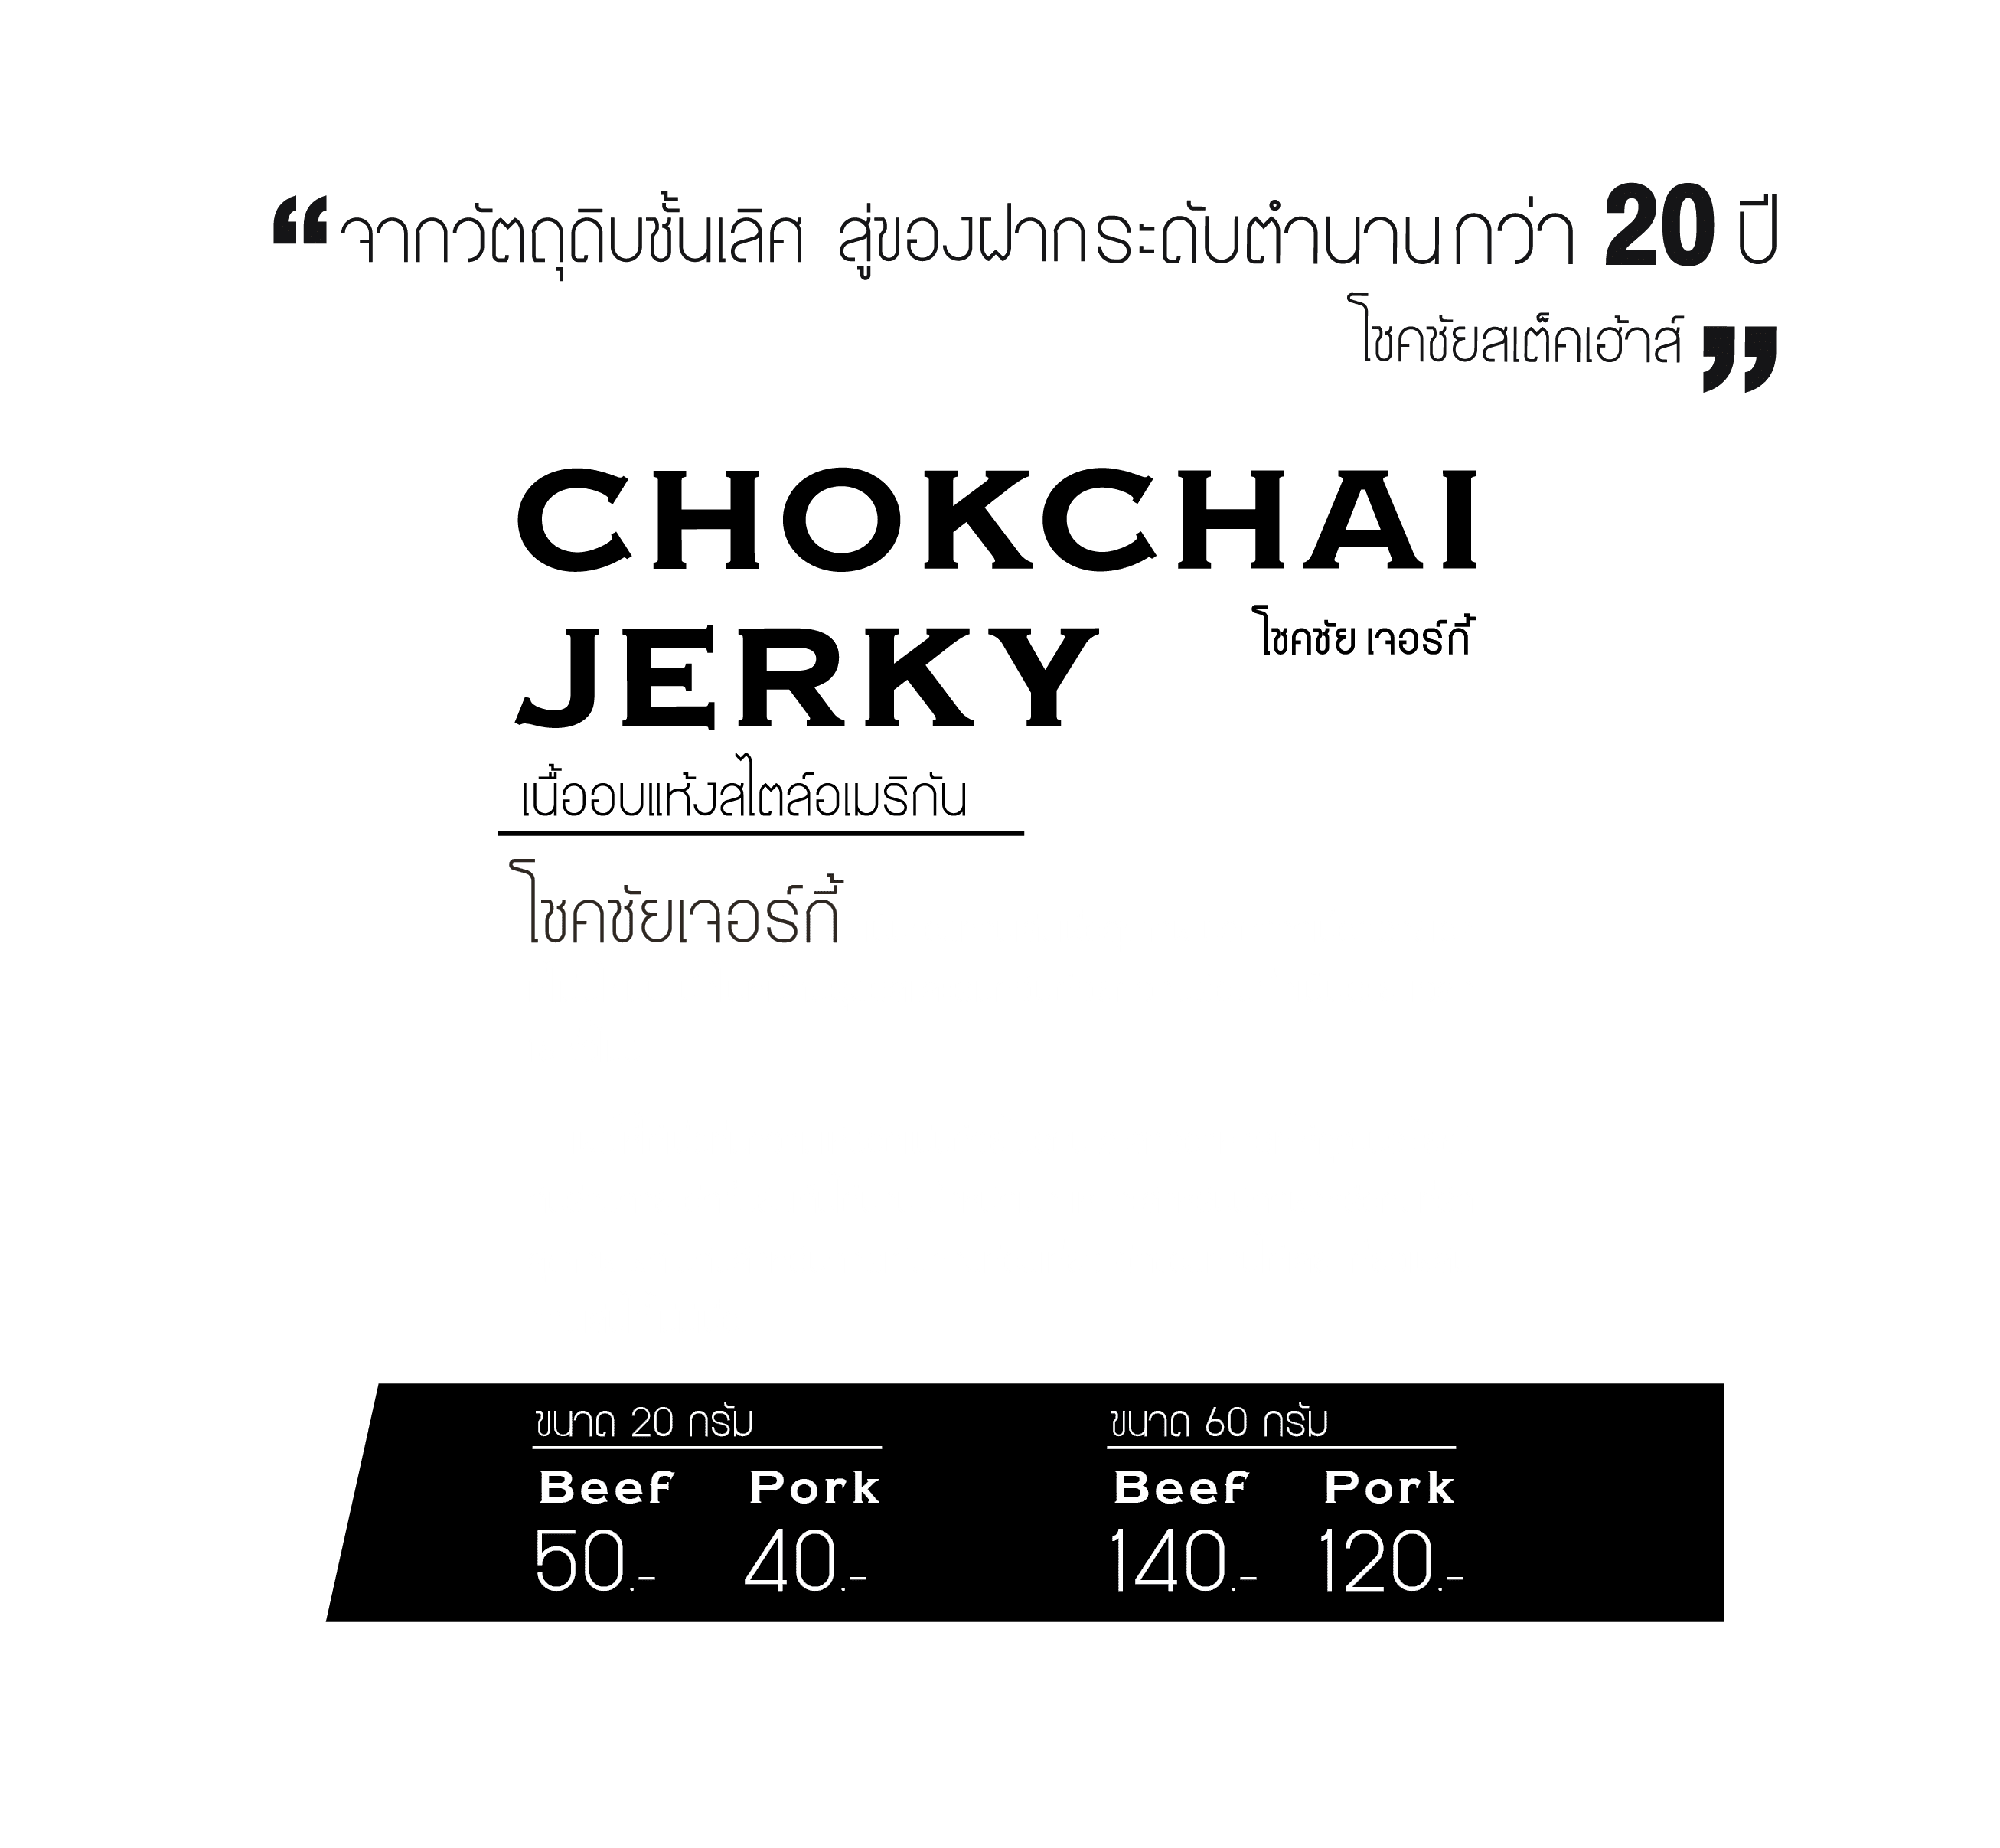 “จากวัตถุดิบชั้นเลิศ สู่ของฝากระดับตำนานกว่า 20 ปี
โชคชัยสเต็คเฮ้าส์”
CHOKCHAI
JERKY
โชคชัย เจอร์กี้
เนื้ออบแห้งสไตล์อเมริกัน
โชคชัยเจอร์กี้
ขนาด 20 กรัม ขนาด 60 กรัม
Beef Pork Beef Pork
50.- 40.- 140.- 120.-